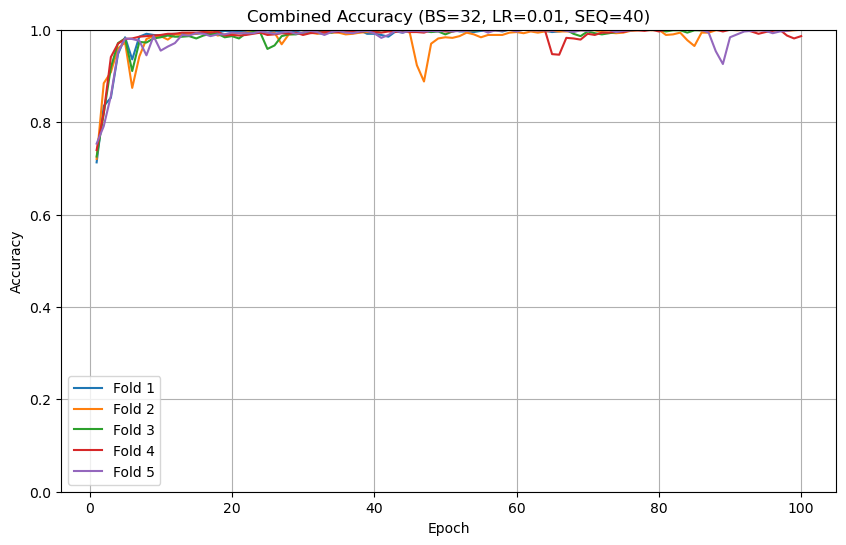 Combined Accuracy (BS=32, LR=0.01, SEQ=40)
1.0
0.8
0.6
0.4
0.2
0.0
Accuracy
Fold 1
Fold 2
Fold 3
Fold 4
Fold 5
0 20 40 60 80 100
Epoch